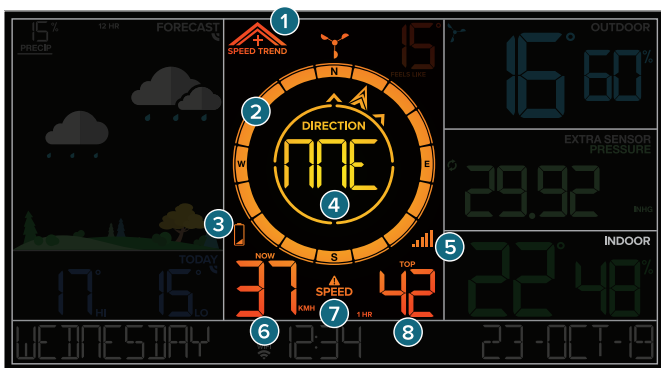 1
15%
PRECIP
12 HR
FORECAST
SPEED TREND
15°
FEELS LIKE
OUTDOOR
16°
60%
2
N
DIRECTION
NNE
W
E
S
4
EXTRA SENSOR
PRESSURE
29.92
INHG
3
5
INDOOR
22°
48%
TODAY
17°
HI
15°
LO
NOW
37
KMH
SPEED
1 HR
TOP
42
6
7
8
WEDNESDAY
12:34
23-OCT-19